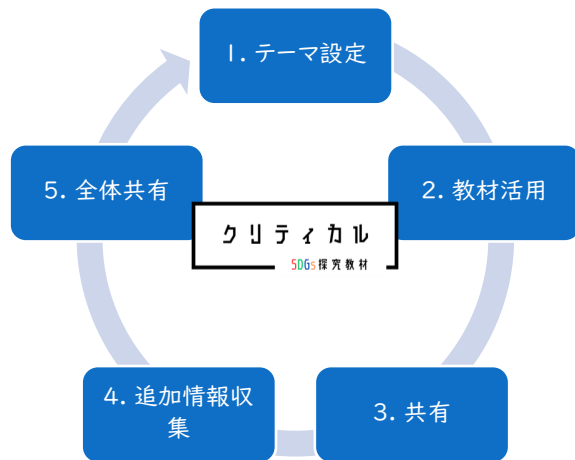 1. テーマ設定
2. 教材活用
3. 共有
4. 追加情報収
集
5. 全体共有
クリティカル
SDGs探究教材